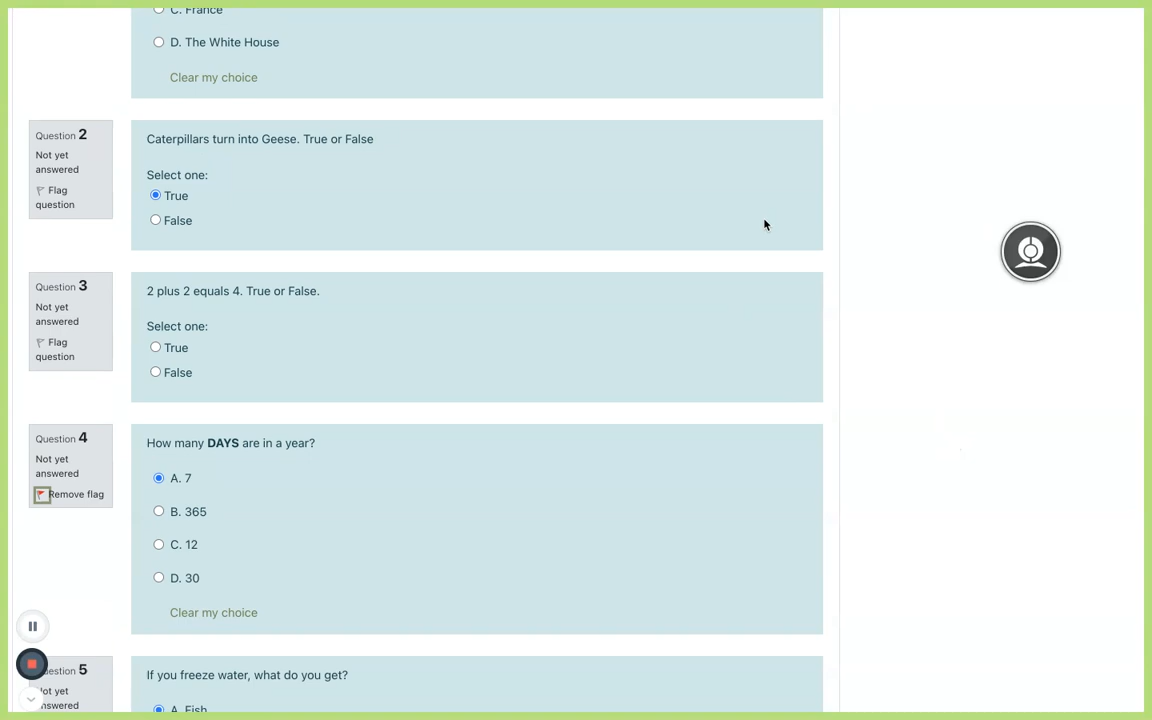 C. France
D. The White House
Clear my choice
Question 2
Not yet
answered
Flag
question
Caterpillars turn into Geese. True or False
Select one:
True
False
Question 3
Not yet
answered
Flag
question
2 plus 2 equals 4. True or False.
Select one:
True
False
Question 4
Not yet
answered
Remove flag
How many DAYS are in a year?
A. 7
B. 365
C. 12
D. 30
Clear my choice
uestion 5
ot yet
nswered
If you freeze water, what do you get?
A. Fish